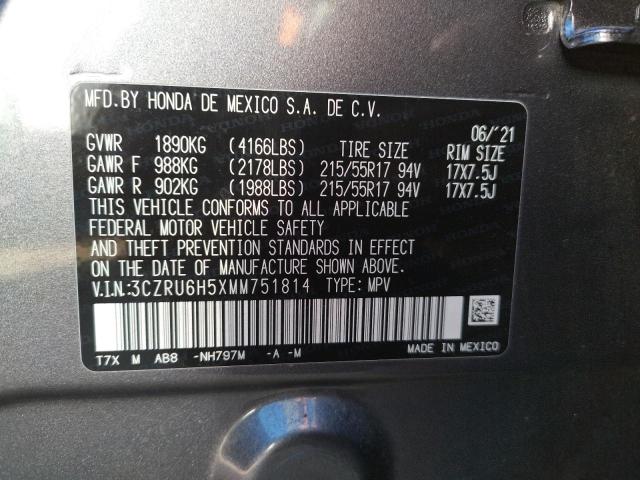 MFD.BY HONDA DE MEXICO S.A. DE C.V.
06/'21
GVWR 1890KG (4166LBS) TIRE SIZE RIM SIZE
GAWR F 988KG (2178LBS) 215/55R17 94V 17X7.5J
GAWR R 902KG (1988LBS) 215/55R17 94V 17X7.5J
THIS VEHICLE CONFORMS TO ALL APPLICABLE
FEDERAL MOTOR VEHICLE SAFETY
AND THEFT PREVENTION STANDARDS IN EFFECT
ON THE DATE OF MANUFACTURE SHOWN ABOVE.
V.I.N:3CZRU6H5XMM751814 TYPE: MPV
T7X M AB8 -NH797M -A -M
MADE IN MEXICO